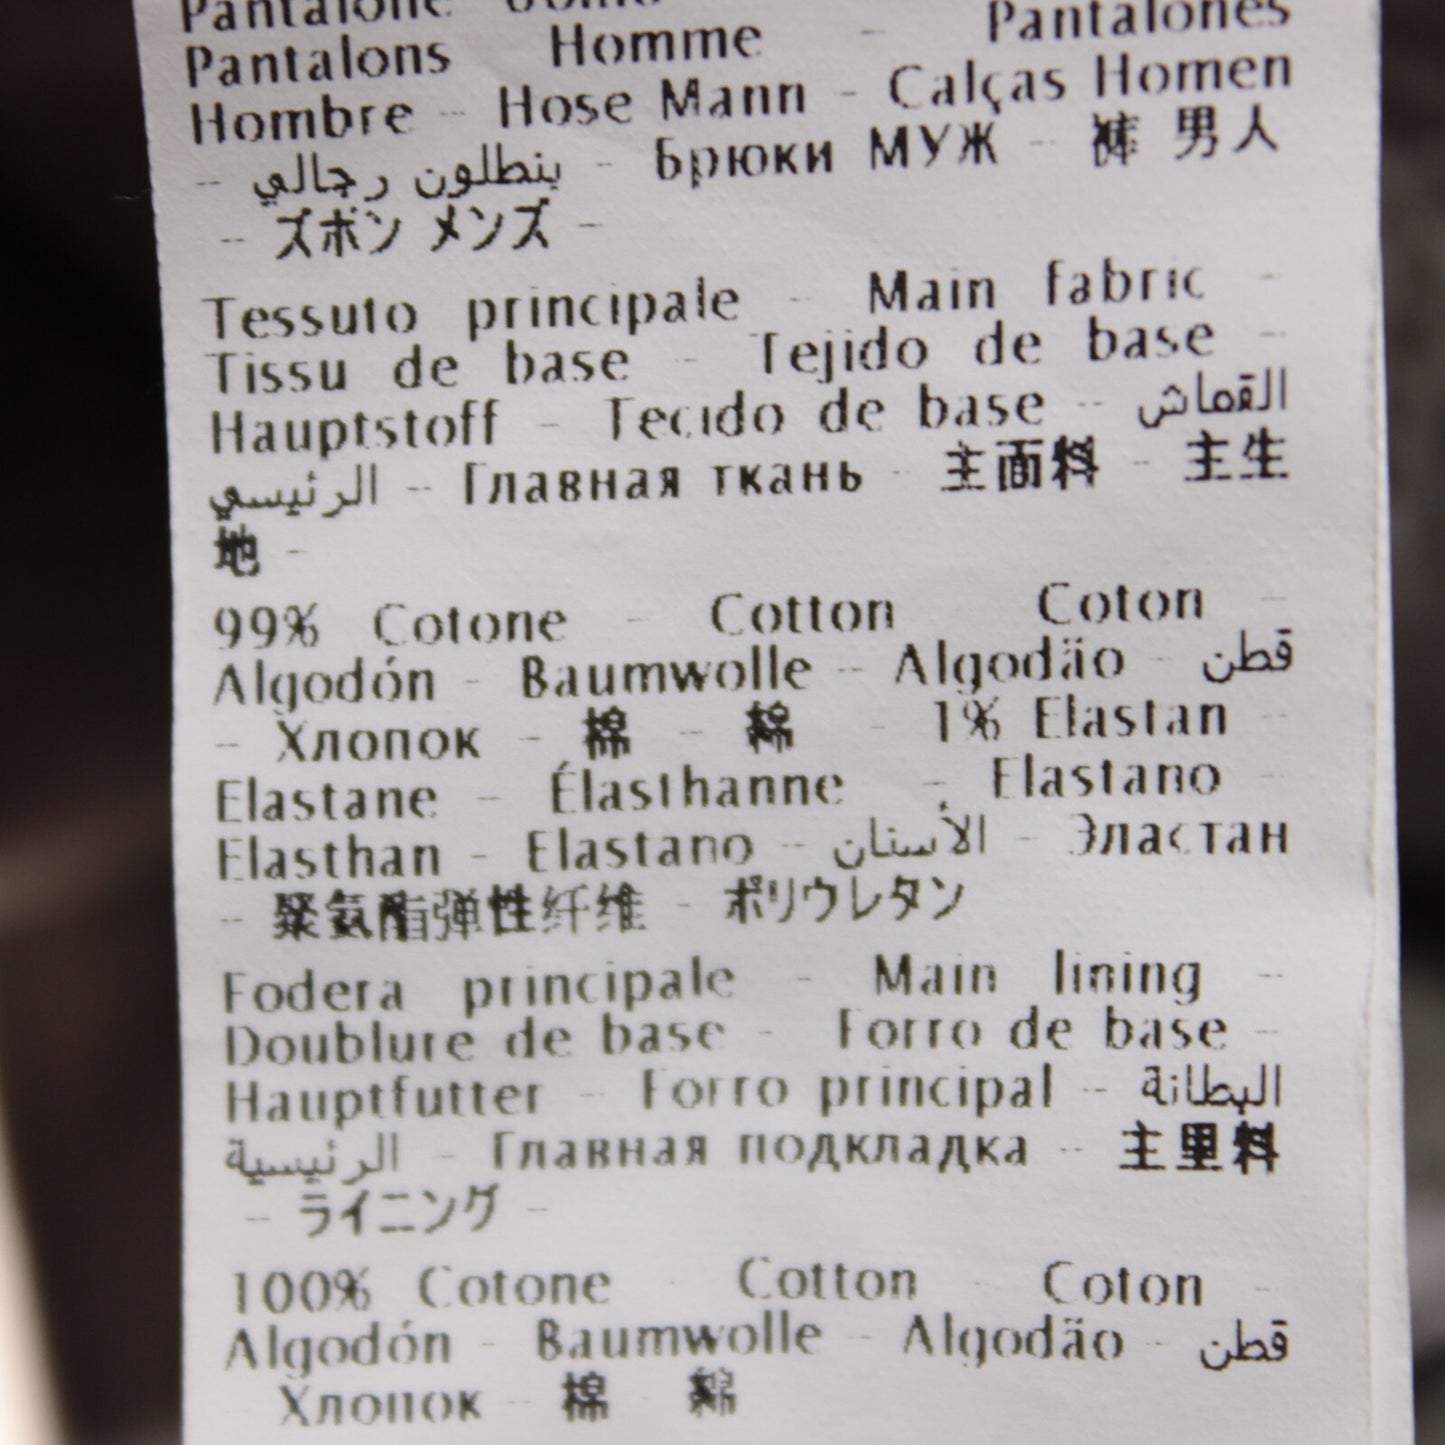 Pantalone Uomo
Pantalons Homme - Pantalones
Hombre - Hose Mann - Calças Homen
- بنطلون رجالي - Брюки МУЖ - 裤 男人
- ズボン メンズ -
Tessuto principale - Main fabric -
Tissu de base - Tejido de base -
Hauptstoff - Tecido de base - القماش
الرئيسي - Главная ткань - 主面料 - 主生
地 -
99% Cotone - Cotton Coton -
Algodón - Baumwolle - Algodão - قطن
- Хлопок - 棉 - 綿 - 1% Elastan -
Elastane - Élasthanne - Elastano -
Elasthan - Elastano - الأستان - Эластан
- 聚氨酯弹性纤维 - ポリウレタン
Fodera principale - Main lining -
Doublure de base - Forro de base -
Hauptfutter - Forro principal - البطانة
الرئيسية - Главная подкладка - 主里料
- ライニング -
100% Cotone - Cotton - Coton -
Algodón - Baumwolle - Algodão - قطن
Хлопок - 棉 - 綿